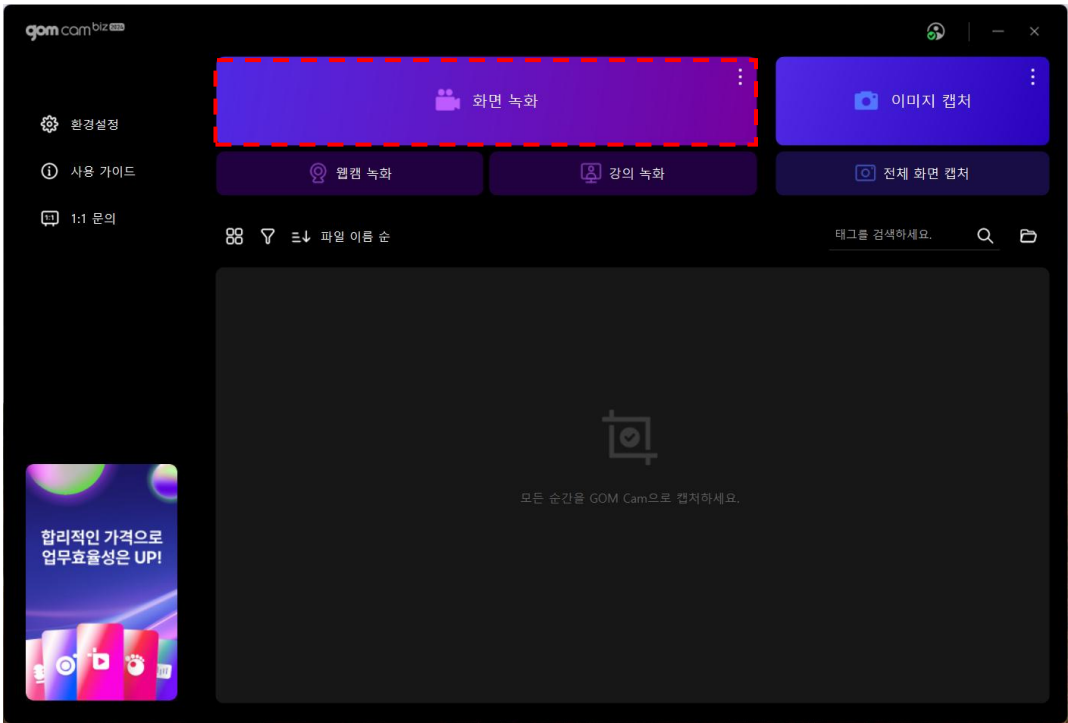 gom cam biz BETA
화면 녹화
이미지 캡처
환경설정
사용 가이드
1:1 문의
웹캠 녹화
강의 녹화
전체 화면 캡처
파일 이름 순
태그를 검색하세요.
모든 순간을 GOM Cam으로 캡처하세요.
합리적인 가격으로
업무효율성은 UP!